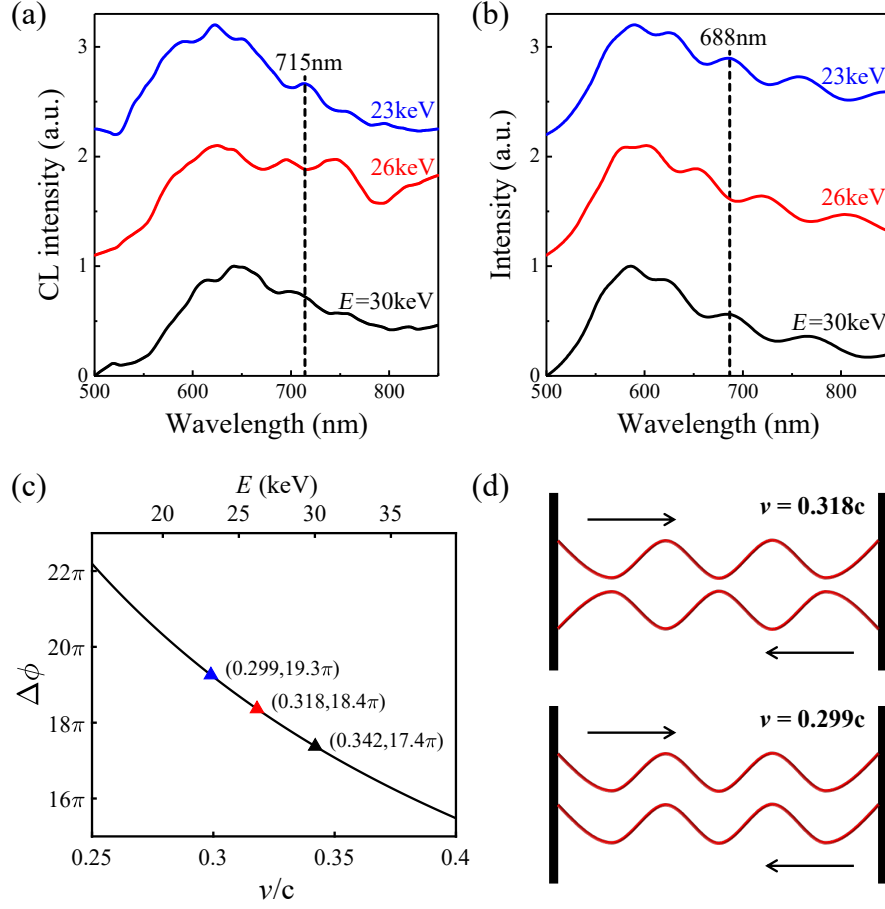 (a)
3
2
1
0
CL intensity (a.u.)
715nm
23keV
26keV
E=30keV
500
600
700
800
Wavelength (nm)
(b)
3
2
1
0
Intensity (a.u.)
688nm
23keV
26keV
E=30keV
500
600
700
800
Wavelength (nm)
(c)
E (keV)
20
30
22π
20π
18π
16π
Δϕ
(0.299,19.3π)
(0.318,18.4π)
(0.342,17.4π)
0.25
0.3
0.35
0.4
v/c
(d)
v = 0.318c
v = 0.299c